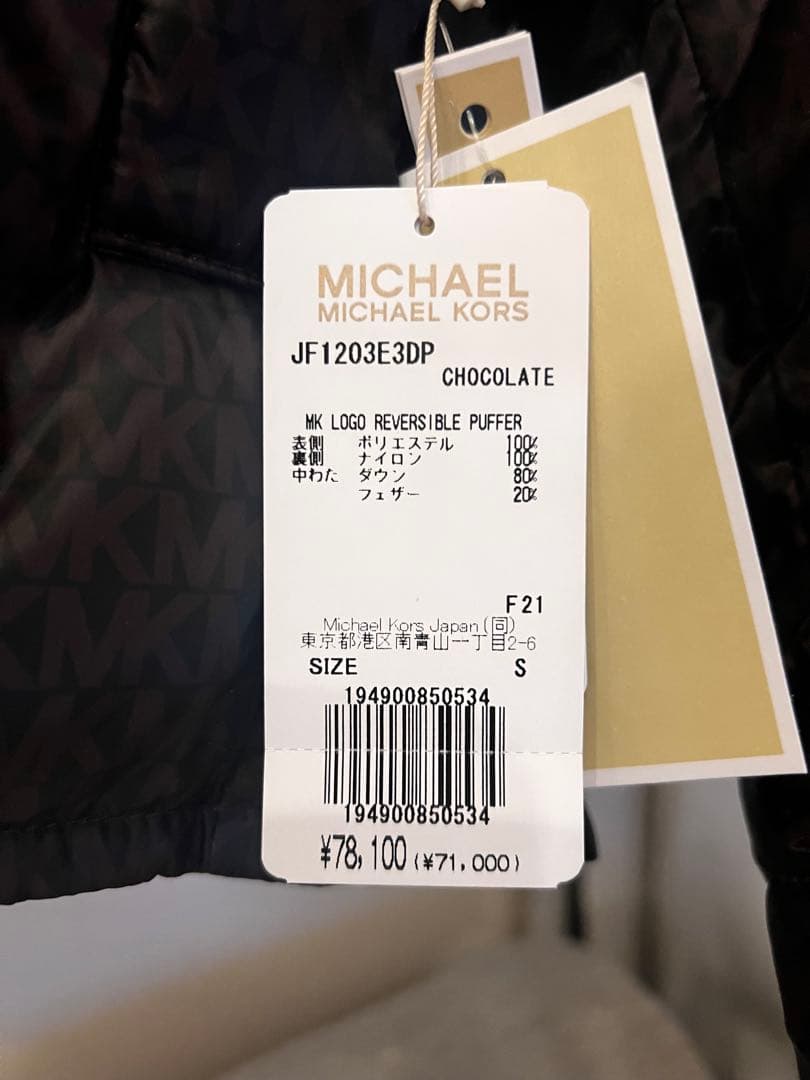 MICHAEL
MICHAEL KORS
JF1203E3DP
CHOCOLATE
MK LOGO REVERSIBLE PUFFER
表側 ポリエステル 100%
裏側 ナイロン 100%
中わた ダウン 80%
フェザー 20%
F21
Michael Kors Japan(同)
東京都港区南青山一丁目2-6
SIZE S
194900850534
194900850534
¥78,100(¥71,000)